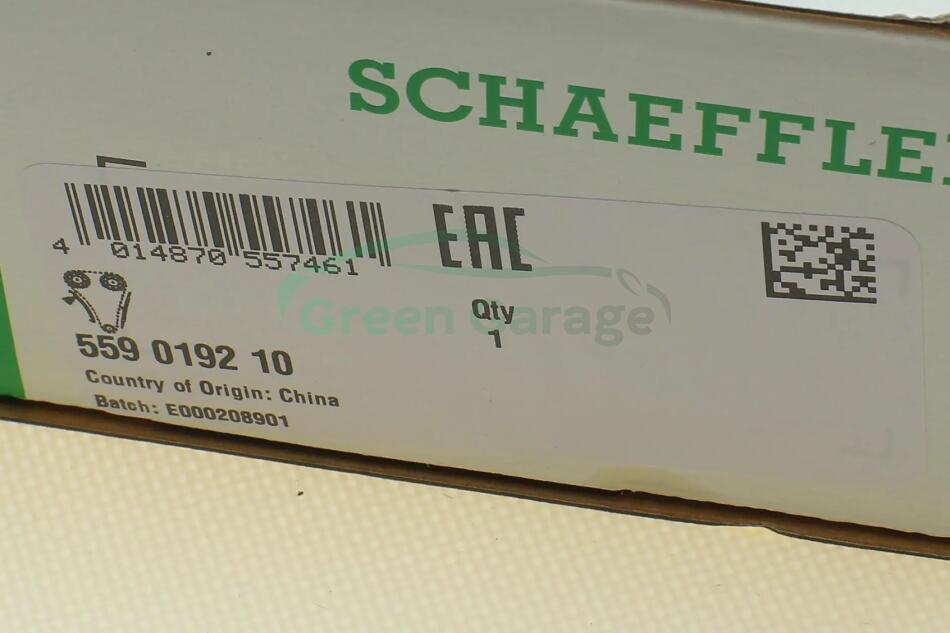 SCHAEFFLE
4 014870 557461
EAC
Qty
1
Green Garage
559 0192 10
Country of Origin: China
Batch: E000208901